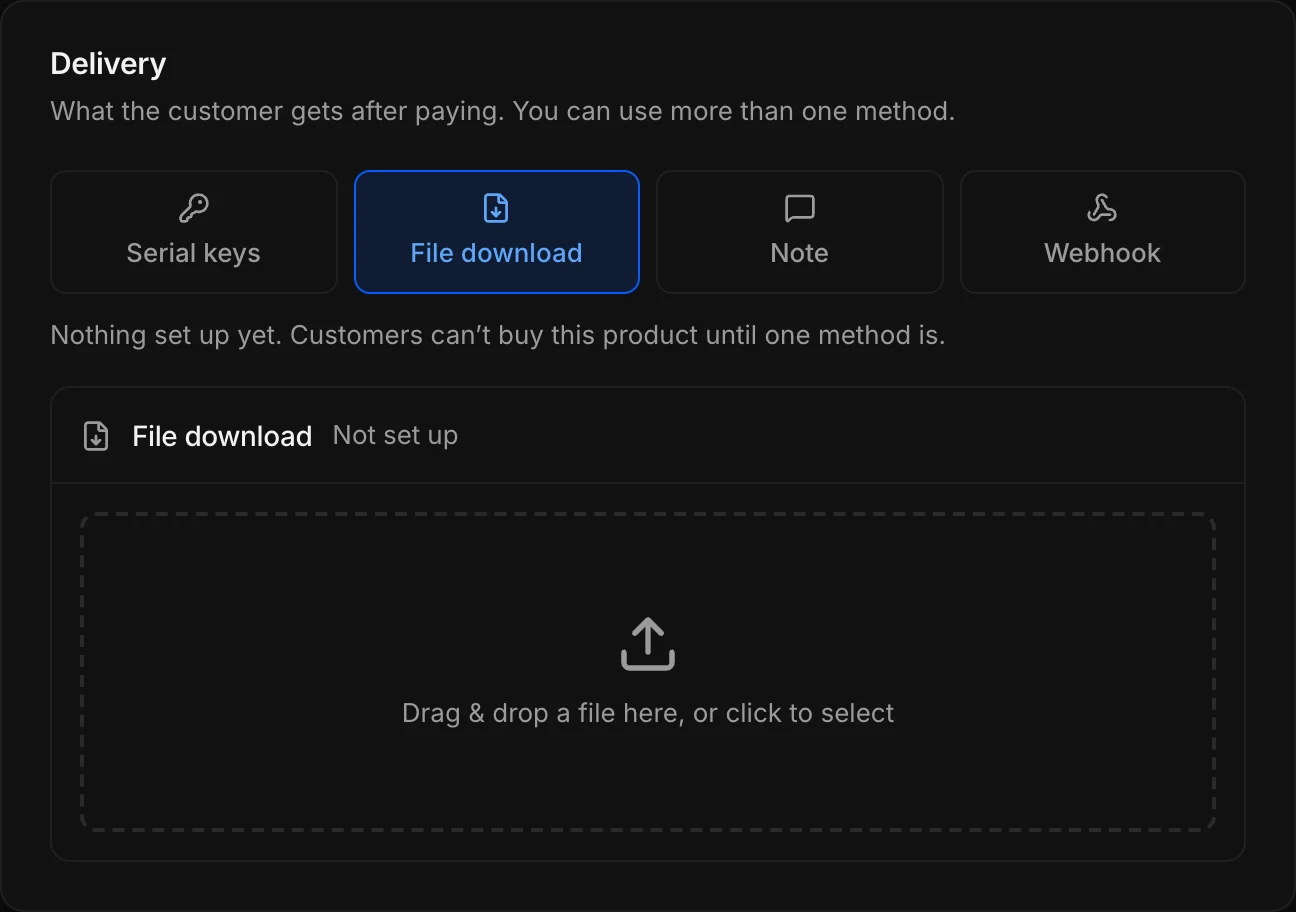 Delivery
What the customer gets after paying. You can use more than one method.
Serial keys
File download
Note
Webhook
Nothing set up yet. Customers can’t buy this product until one method is.
File download Not set up
Drag & drop a file here, or click to select